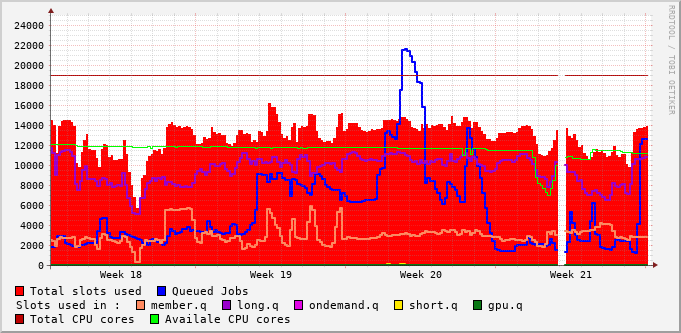 24000
22000
20000
18000
16000
14000
12000
10000
8000
6000
4000
2000
0
Week 18 Week 19 Week 20 Week 21
Total slots used Queued Jobs
Slots used in : member.q long.q ondemand.q short.q gpu.q
Total CPU cores Availale CPU cores
RRDTOOL / TOBI OETIKER